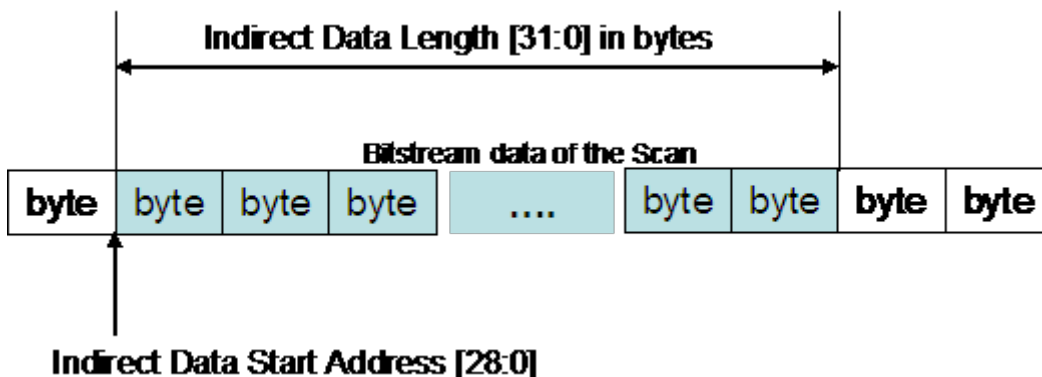 Indirect Data Length [31:0] in bytes
Bitstream data of the Scan
byte byte byte byte .... byte byte byte byte
Indirect Data Start Address [28:0]